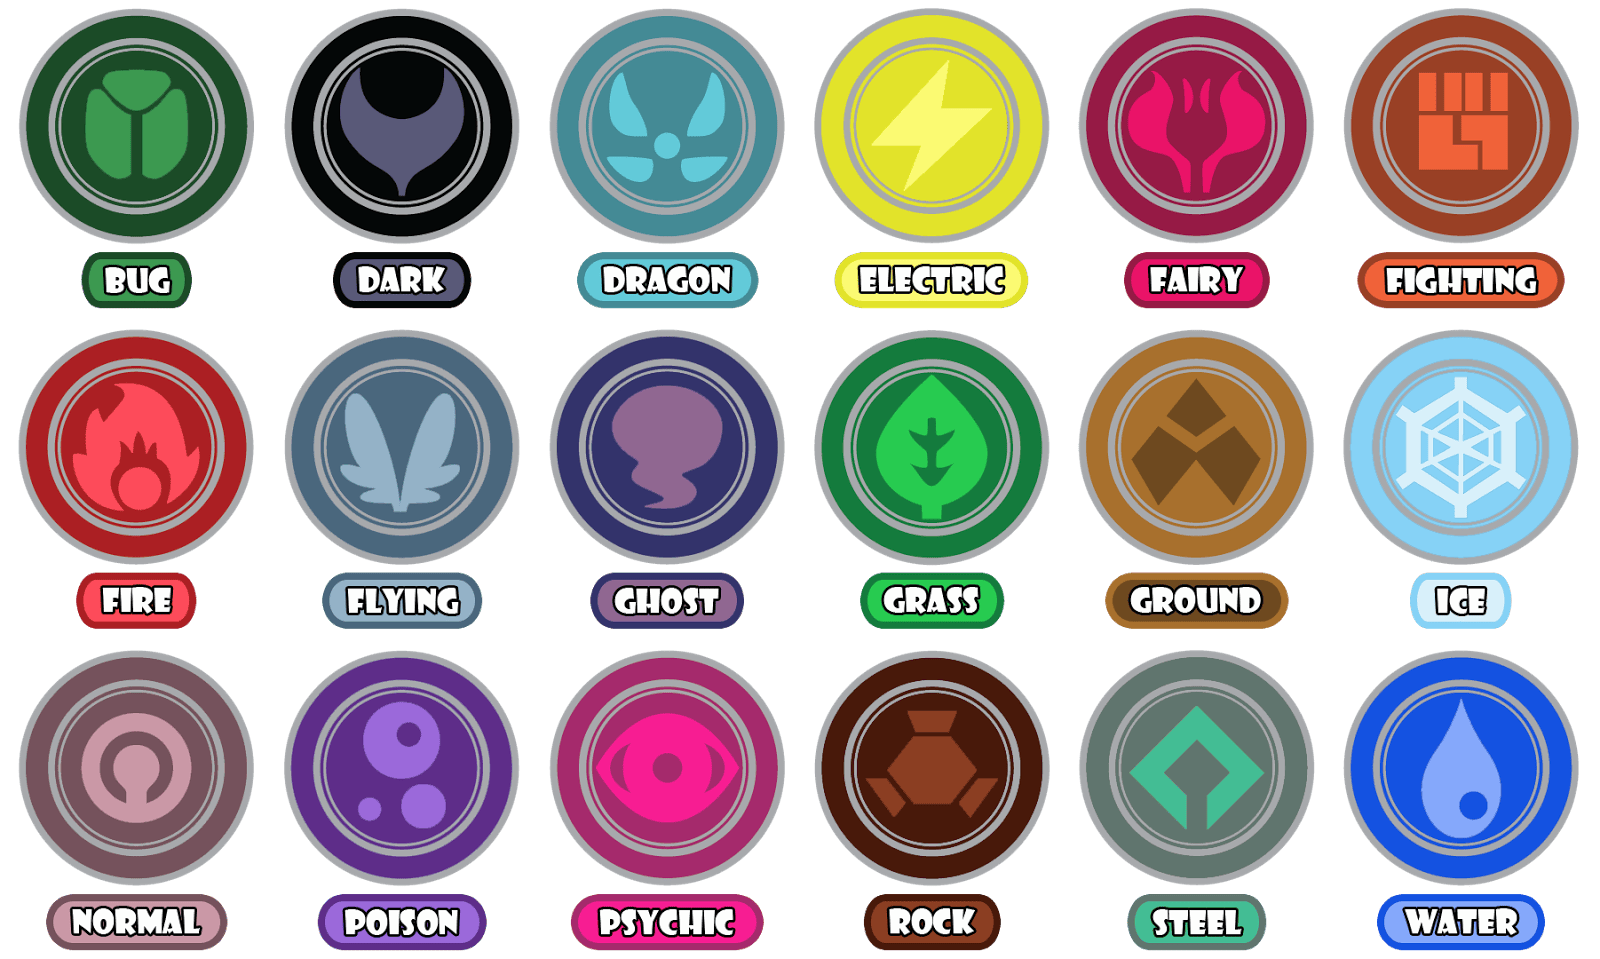 BUG
DARK
DRAGON
ELECTRIC
FAIRY
FIGHTING
FIRE
FLYING
GHOST
GRASS
GROUND
ICE
NORMAL
POISON
PSYCHIC
ROCK
STEEL
WATER